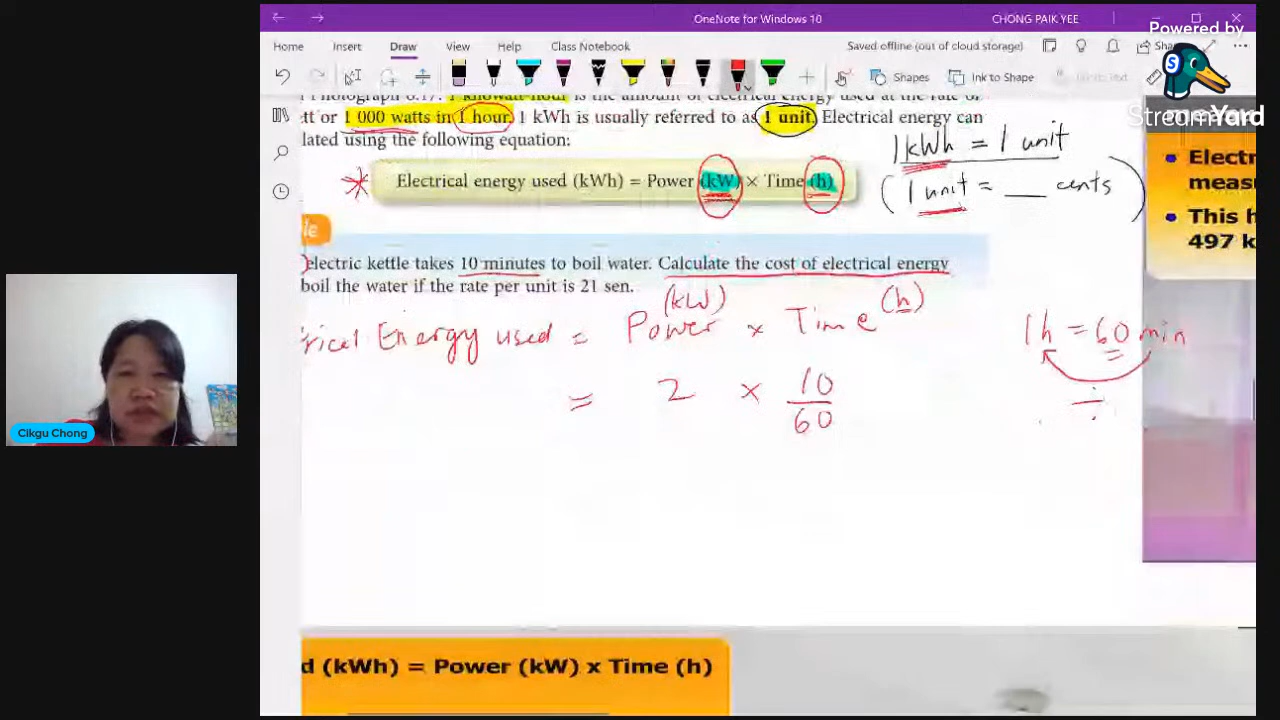 OneNote for Windows 10
CHONG PAIK YEE
Powered by
StreamYard
Home Insert Draw View Help Class Notebook
Saved offline (out of cloud storage)
Shapes Ink to Shape
1 kilowatt-hour is the amount of electrical energy used at the rate of
tt or 1 000 watts in 1 hour. 1 kWh is usually referred to as 1 unit. Electrical energy can
lated using the following equation:
1 kWh = 1 unit
Electrical energy used (kWh) = Power (kW) × Time (h)
(1 unit = ___ cents)
Electr
meas
This h
497 k
le
) electric kettle takes 10 minutes to boil water. Calculate the cost of electrical energy
boil the water if the rate per unit is 21 sen.
(kW) (h)
rical Energy used = Power × Time
1h = 60 min
÷
= 2 × 10
60
Cikgu Chong
d (kWh) = Power (kW) x Time (h)